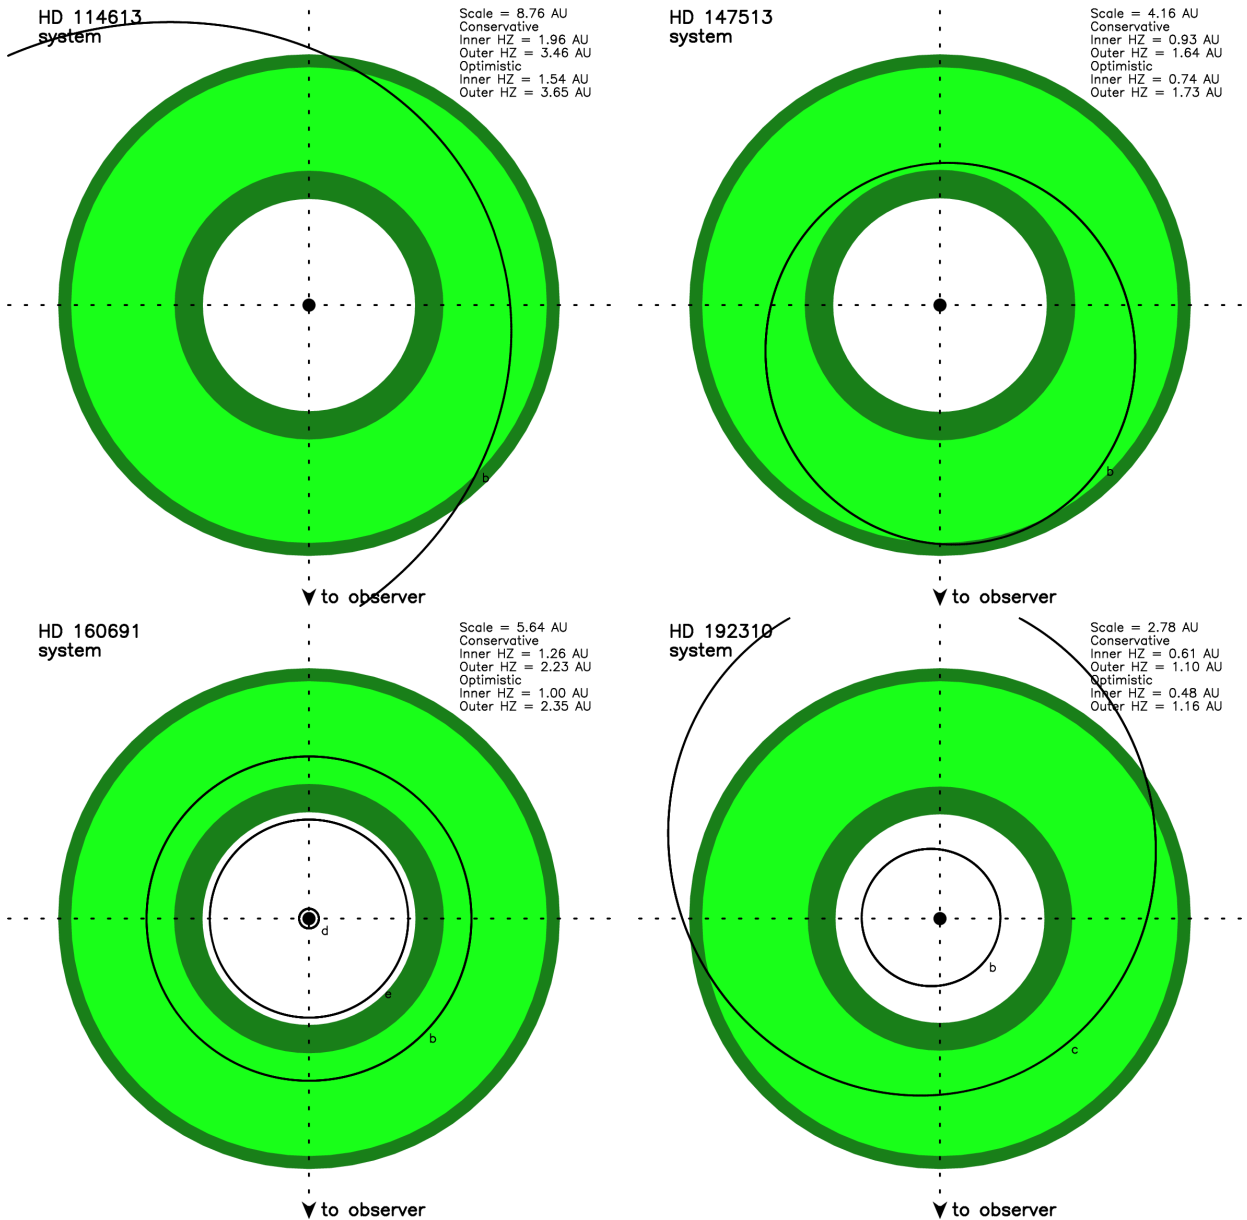 HD 114613
system
Scale = 8.76 AU
Conservative
Inner HZ = 1.96 AU
Outer HZ = 3.46 AU
Optimistic
Inner HZ = 1.54 AU
Outer HZ = 3.65 AU
b
to observer
HD 147513
system
Scale = 4.16 AU
Conservative
Inner HZ = 0.93 AU
Outer HZ = 1.64 AU
Optimistic
Inner HZ = 0.74 AU
Outer HZ = 1.73 AU
b
to observer
HD 160691
system
Scale = 5.64 AU
Conservative
Inner HZ = 1.26 AU
Outer HZ = 2.23 AU
Optimistic
Inner HZ = 1.00 AU
Outer HZ = 2.35 AU
d
e
b
to observer
HD 192310
system
Scale = 2.78 AU
Conservative
Inner HZ = 0.61 AU
Outer HZ = 1.10 AU
Optimistic
Inner HZ = 0.48 AU
Outer HZ = 1.16 AU
b
c
to observer